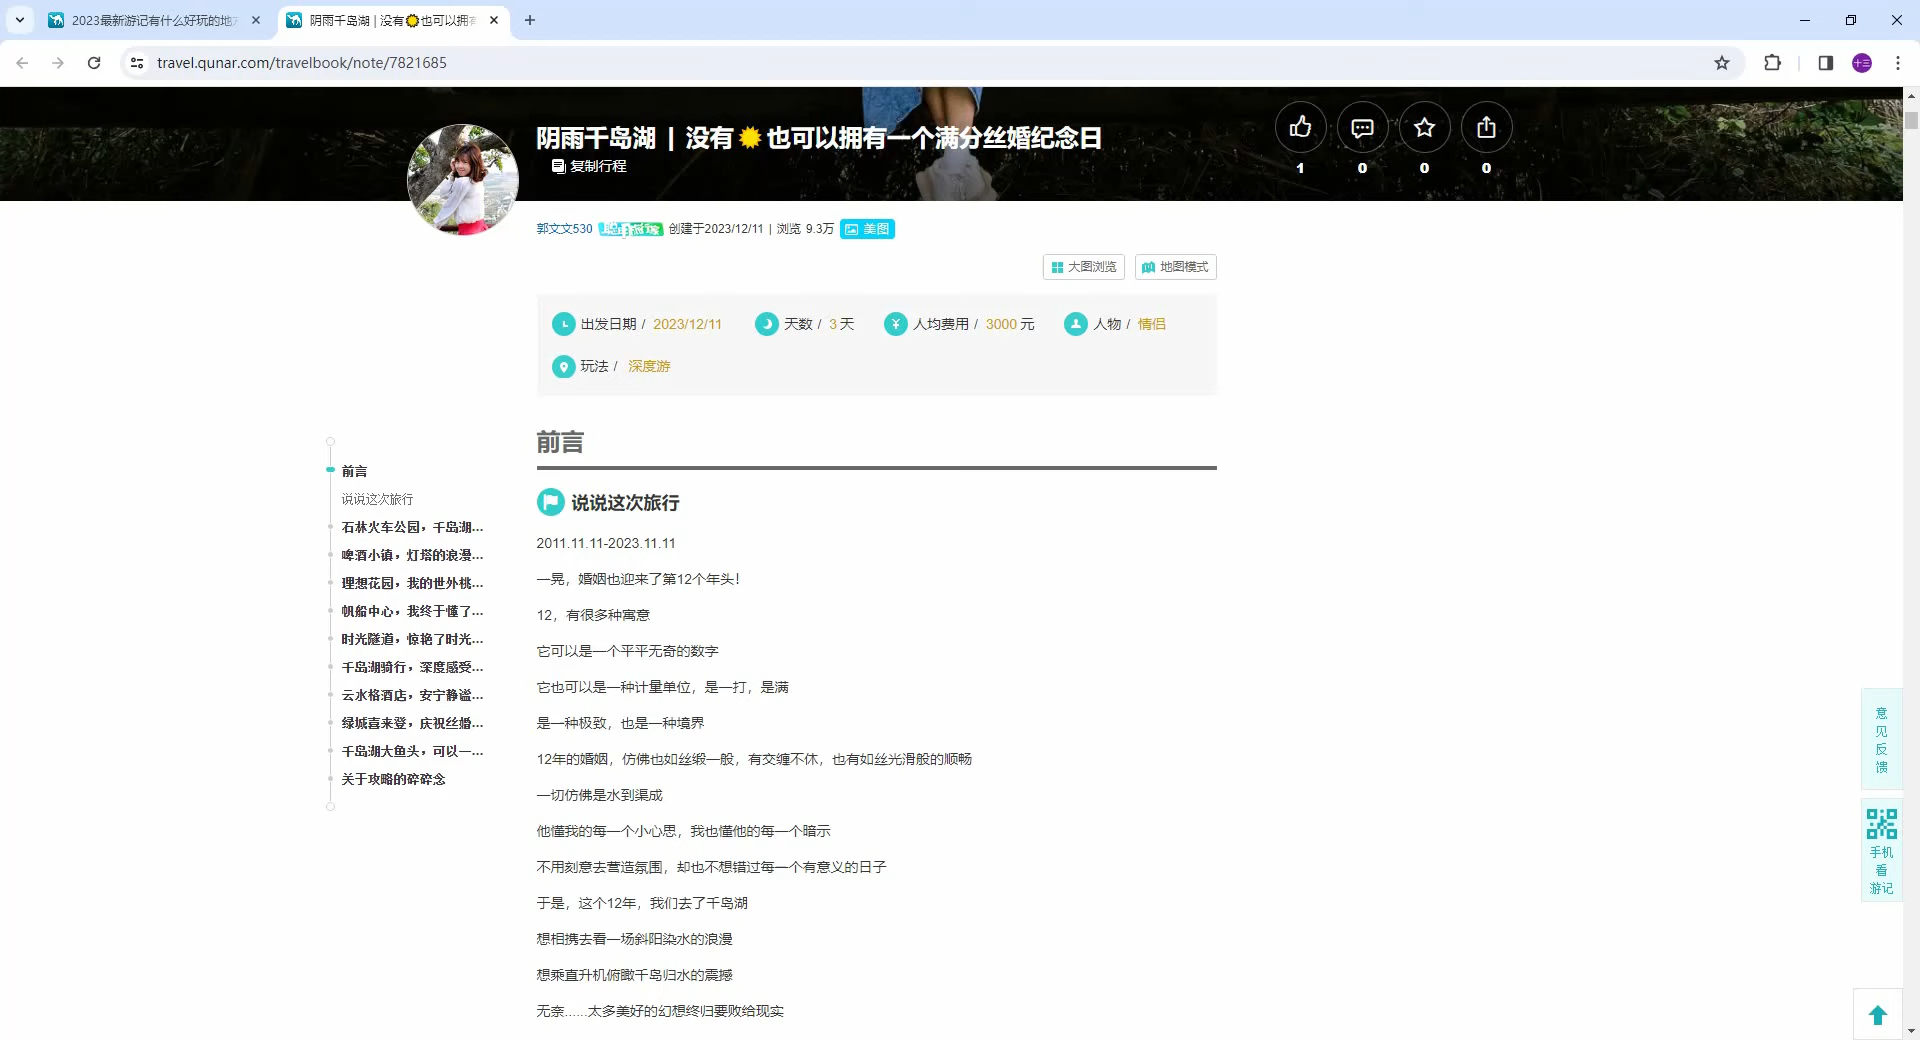 2023最新游记有什么好玩的地
阴雨千岛湖 | 没有 也可以拥有
travel.qunar.com/travelbook/note/7821685
十三
阴雨千岛湖 | 没有 也可以拥有一个满分丝婚纪念日
复制行程
1 0 0 0
郭文文530 创建于2023/12/11 | 浏览 9.3万 美图
大图浏览 地图模式
出发日期 / 2023/12/11 天数 / 3 天 人均费用 / 3000 元 人物 / 情侣
玩法 / 深度游
前言
说说这次旅行
石林火车公园，千岛湖...
啤酒小镇，灯塔的浪漫...
理想花园，我的世外桃...
帆船中心，我终于懂了...
时光隧道，惊艳了时光...
千岛湖骑行，深度感受...
云水格酒店，安宁静谧...
绿城喜来登，庆祝丝婚...
千岛湖大鱼头，可以一...
关于攻略的碎碎念
前言
说说这次旅行
2011.11.11-2023.11.11
一晃，婚姻也迎来了第12个年头！
12，有很多种寓意
它可以是一个平平无奇的数字
它也可以是一种计量单位，是一打，是满
是一种极致，也是一种境界
12年的婚姻，仿佛也如丝缎一般，有交缠不休，也有如丝光滑般的顺畅
一切仿佛是水到渠成
他懂我的每一个小心思，我也懂他的每一个暗示
不用刻意去营造氛围，却也不想错过每一个有意义的日子
于是，这个12年，我们去了千岛湖
想相携去看一场斜阳染水的浪漫
想乘直升机俯瞰千岛归水的震撼
无奈......太多美好的幻想终归要败给现实
意
见
反
馈
手机
看
游记